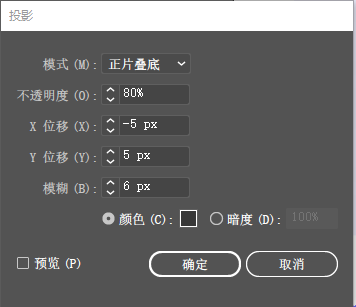 投影
模式 (M): 正片叠底
不透明度 (O): 80%
X 位移 (X): -5 px
Y 位移 (Y): 5 px
模糊 (B): 6 px
颜色 (C): 暗度 (D): 100%
预览 (P) 确定 取消